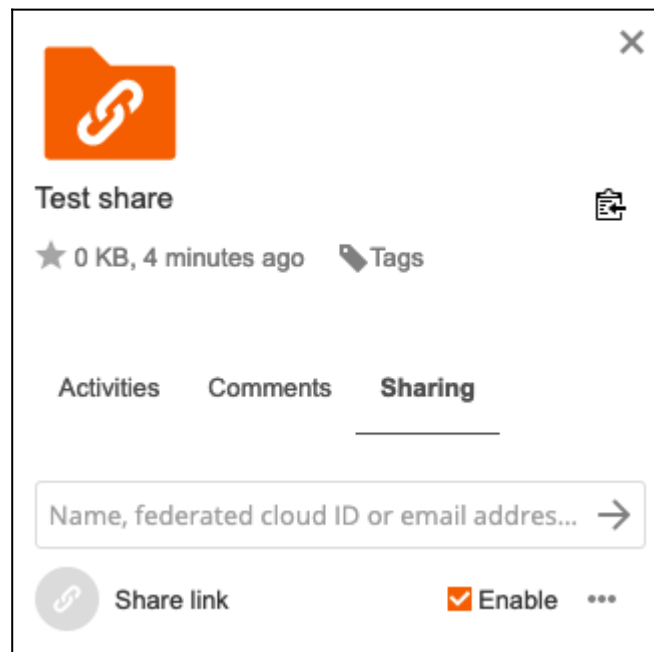 Test share
0 KB, 4 minutes ago Tags
Activities Comments Sharing
Name, federated cloud ID or email addres...
Share link Enable